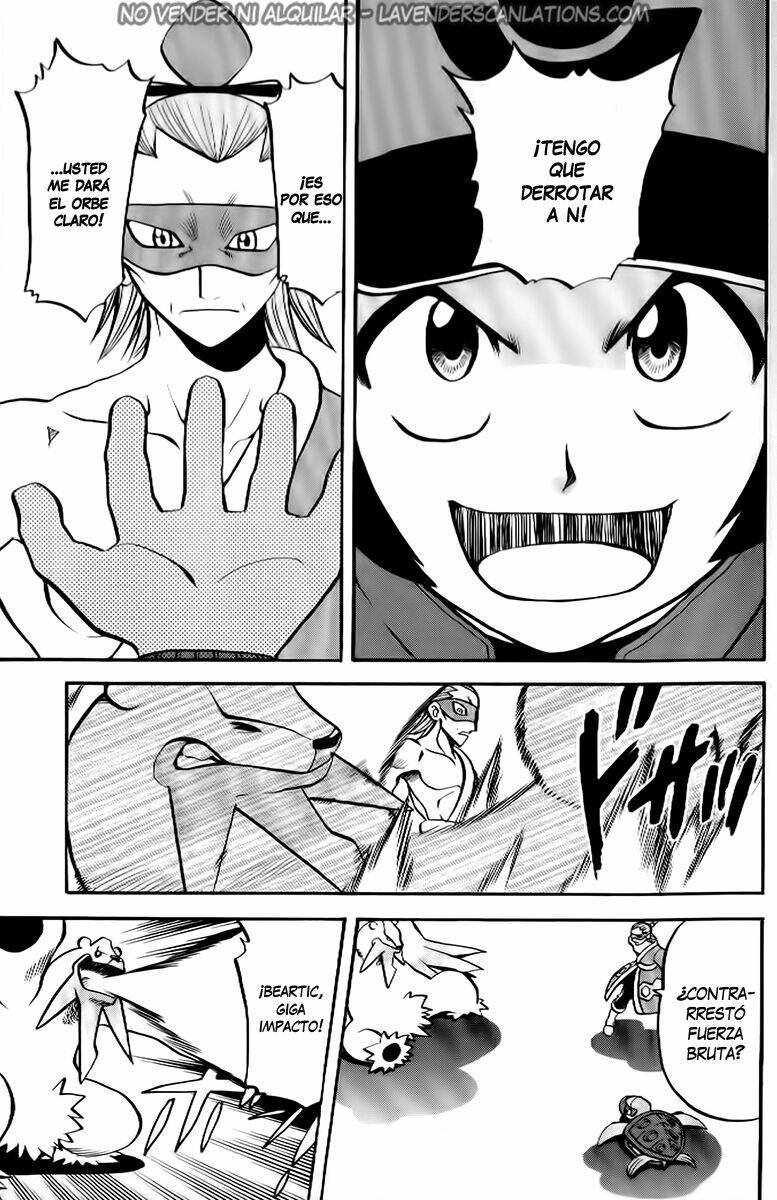 NO VENDER NI ALQUILAR - LAVENDERSCANLATIONS.COM
¡TENGO
QUE
DERROTAR
A N!
¡ES
POR ESO
QUE...
...USTED
ME DARÁ
EL ORBE
CLARO!
¿CONTRA-
RRESTÓ
FUERZA
BRUTA?
¡BEARTIC,
GIGA
IMPACTO!